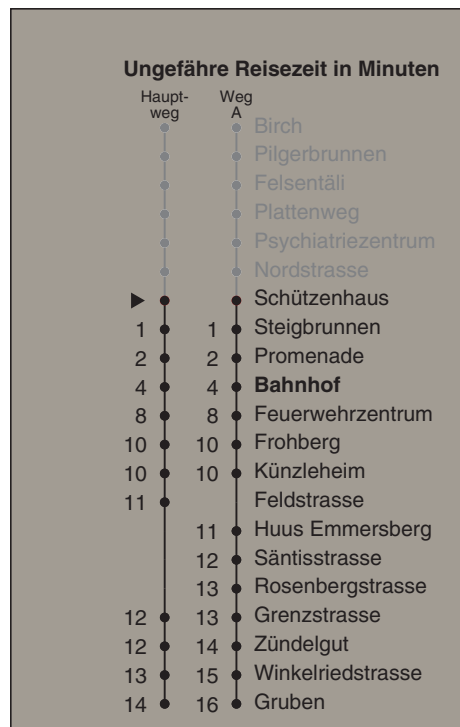 Ungefähre Reisezeit in Minuten
Haupt- Weg
weg A
Birch
Pilgerbrunnen
Felsentäli
Plattenweg
Psychiatriezentrum
Nordstrasse
Schützenhaus
1 1 Steigbrunnen
2 2 Promenade
4 4 Bahnhof
8 8 Feuerwehrzentrum
10 10 Frohberg
10 10 Künzleheim
11 Feldstrasse
11 Huus Emmersberg
12 Säntisstrasse
13 Rosenbergstrasse
12 13 Grenzstrasse
12 14 Zündelgut
13 15 Winkelriedstrasse
14 16 Gruben